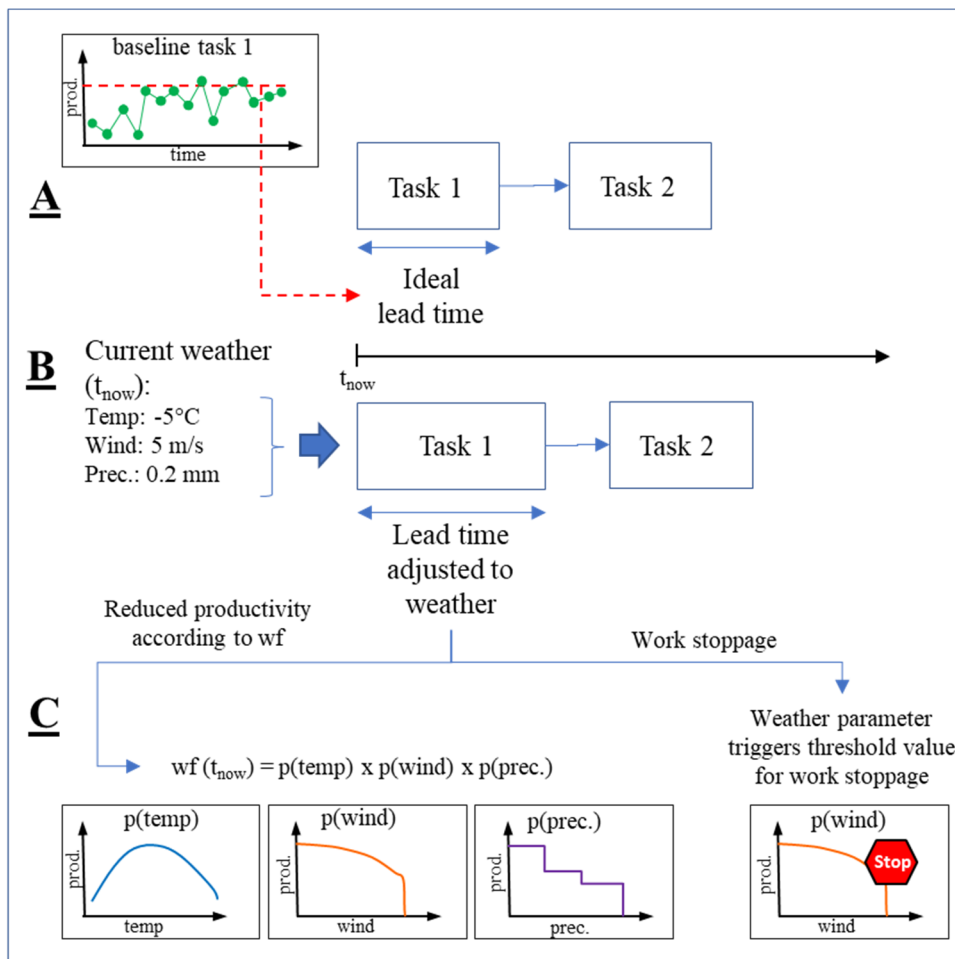 baseline task 1
prod.
time
A
Task 1
Task 2
Ideal
lead time
B
Current weather
(tnow):
Temp: -5°C
Wind: 5 m/s
Prec.: 0.2 mm
tnow
Task 1
Task 2
Lead time
adjusted to
weather
Reduced productivity
according to wf
Work stoppage
C
Weather parameter
triggers threshold value
for work stoppage
wf (tnow) = p(temp) x p(wind) x p(prec.)
p(temp)
prod.
temp
p(wind)
prod.
wind
p(prec.)
prod.
prec.
p(wind)
prod.
Stop
wind